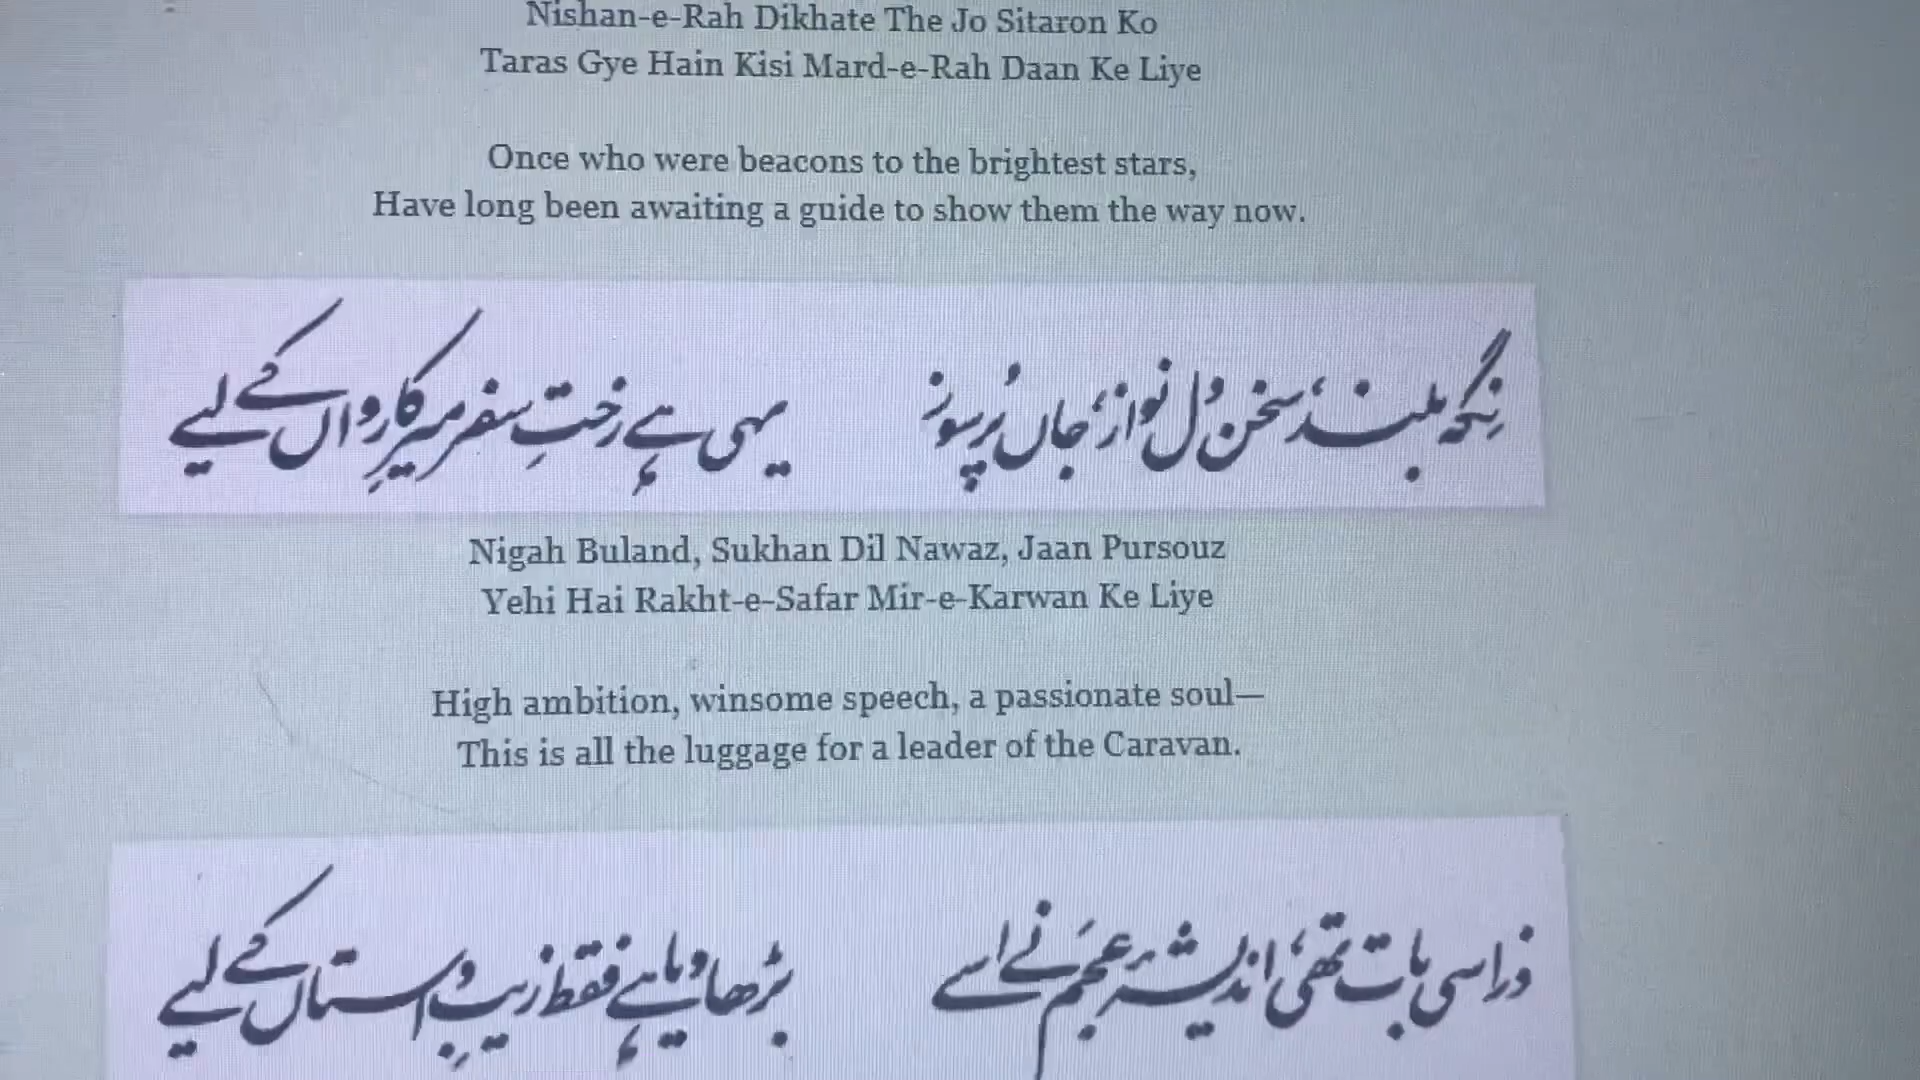 Nishan-e-Rah Dikhate The Jo Sitaron Ko
Taras Gye Hain Kisi Mard-e-Rah Daan Ke Liye
Once who were beacons to the brightest stars,
Have long been awaiting a guide to show them the way now.
نِگہ بلند، سخن دل نواز، جاں پُرسوز
یہی ہے رختِ سفر میرِ کارواں کے لیے
Nigah Buland, Sukhan Dil Nawaz, Jaan Pursouz
Yehi Hai Rakht-e-Safar Mir-e-Karwan Ke Liye
High ambition, winsome speech, a passionate soul—
This is all the luggage for a leader of the Caravan.
ذرا سی بات تھی، اندیشۂ عجَم نے اسے
بڑھا دیا ہے فقط زیبِ داستاں کے لیے